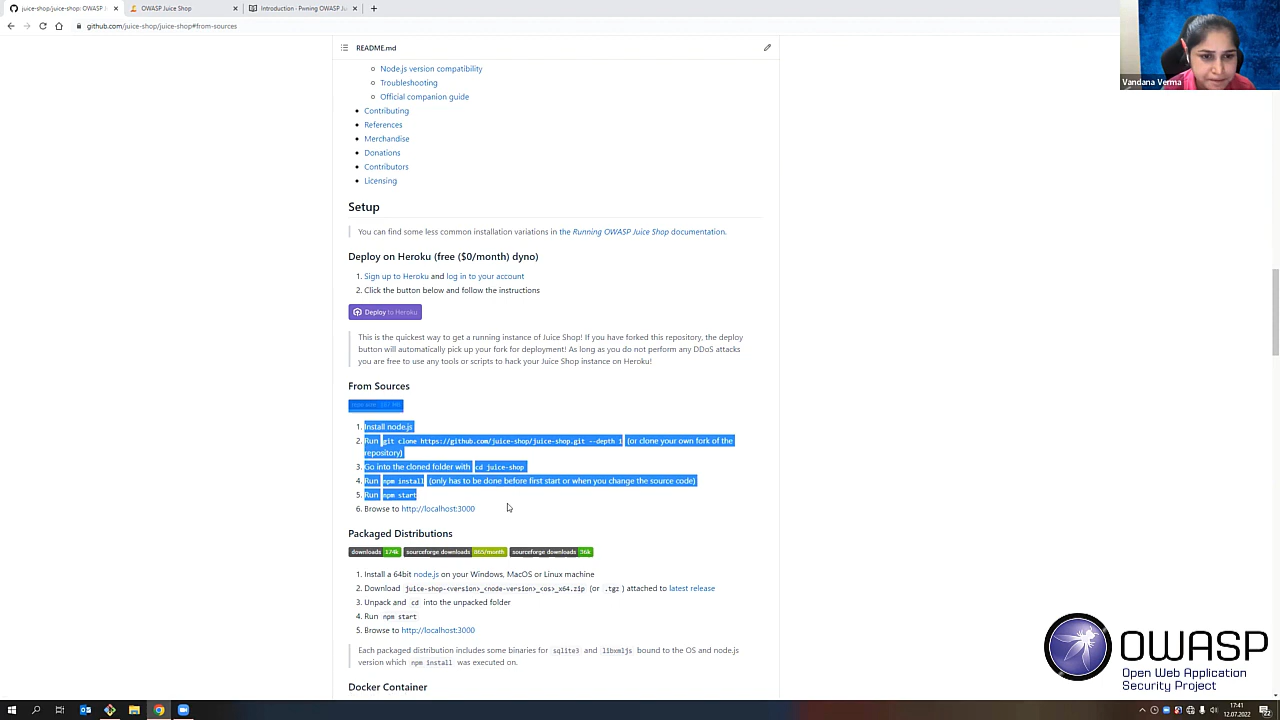 juice-shop/juice-shop: OWASP
OWASP Juice Shop
Introduction · Pwning OWASP Ju
github.com/juice-shop/juice-shop#from-sources
Vandana Verma
README.md
Node.js version compatibility
Troubleshooting
Official companion guide
Contributing
References
Merchandise
Donations
Contributors
Licensing
Setup
You can find some less common installation variations in the Running OWASP Juice Shop documentation.
Deploy on Heroku (free ($0/month) dyno)
1. Sign up to Heroku and log in to your account
2. Click the button below and follow the instructions
Deploy to Heroku
This is the quickest way to get a running instance of Juice Shop! If you have forked this repository, the deploy
button will automatically pick up your fork for deployment! As long as you do not perform any DDoS attacks
you are free to use any tools or scripts to hack your Juice Shop instance on Heroku!
From Sources
1. Install node.js
2. Run git clone https://github.com/juice-shop/juice-shop.git --depth 1 (or clone your own fork of the
repository)
3. Go into the cloned folder with cd juice-shop
4. Run npm install (only has to be done before first start or when you change the source code)
5. Run npm start
6. Browse to http://localhost:3000
Packaged Distributions
downloads 174k sourceforge downloads 865/month sourceforge downloads 36k
1. Install a 64bit node.js on your Windows, MacOS or Linux machine
2. Download juice-shop-<version>_<node-version>_<os>_x64.zip (or .tgz) attached to latest release
3. Unpack and cd into the unpacked folder
4. Run npm start
5. Browse to http://localhost:3000
Each packaged distribution includes some binaries for sqlite3 and libxmljs bound to the OS and node.js
version which npm install was executed on.
Docker Container
OWASP
Open Web Application
Security Project
17:41
12.07.2022